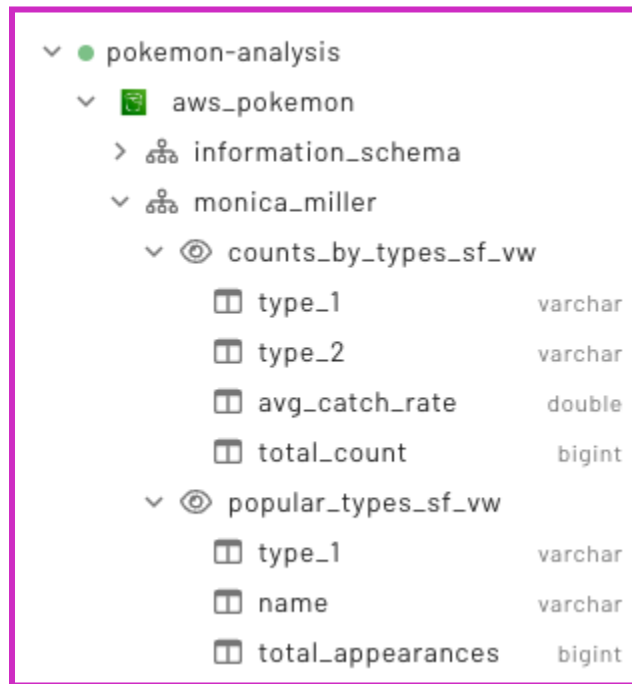 pokemon-analysis
aws_pokemon
information_schema
monica_miller
counts_by_types_sf_vw
type_1 varchar
type_2 varchar
avg_catch_rate double
total_count bigint
popular_types_sf_vw
type_1 varchar
name varchar
total_appearances bigint